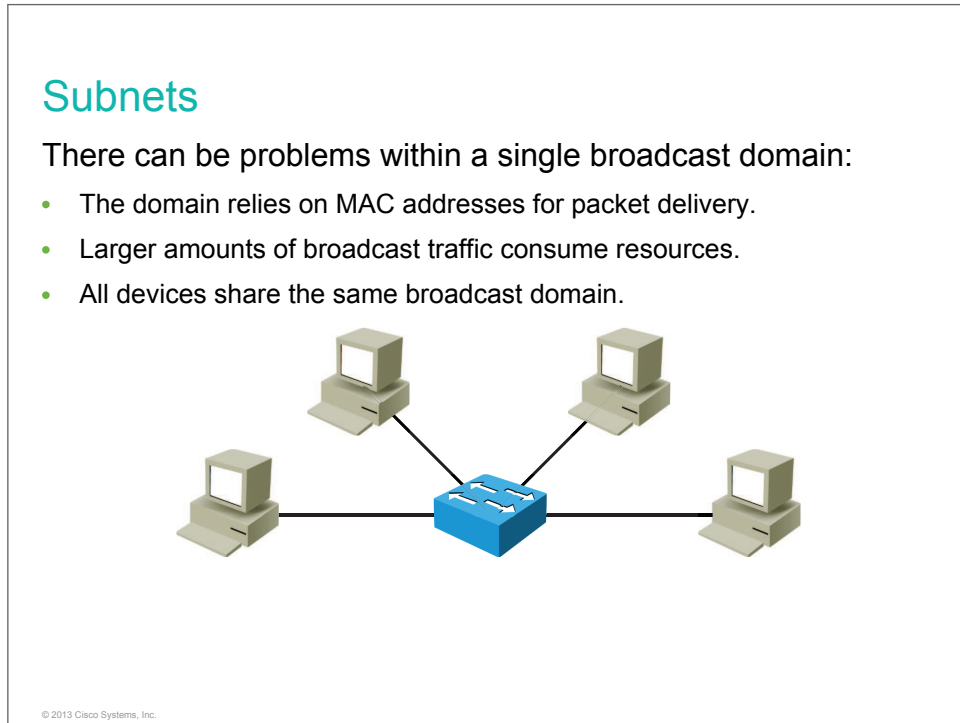 Subnets
There can be problems within a single broadcast domain:
• The domain relies on MAC addresses for packet delivery.
• Larger amounts of broadcast traffic consume resources.
• All devices share the same broadcast domain.
© 2013 Cisco Systems, Inc.